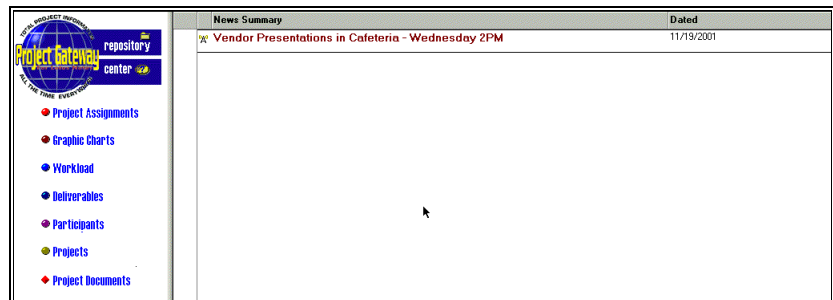 TOTAL PROJECT INFORMATI
Project Gateway
ALL THE TIME EVERYWHERE
repository
center
Project Assignments
Graphic Charts
Workload
Deliverables
Participants
Projects
Project Documents
News Summary Dated
Vendor Presentations in Cafeteria - Wednesday 2PM 11/19/2001